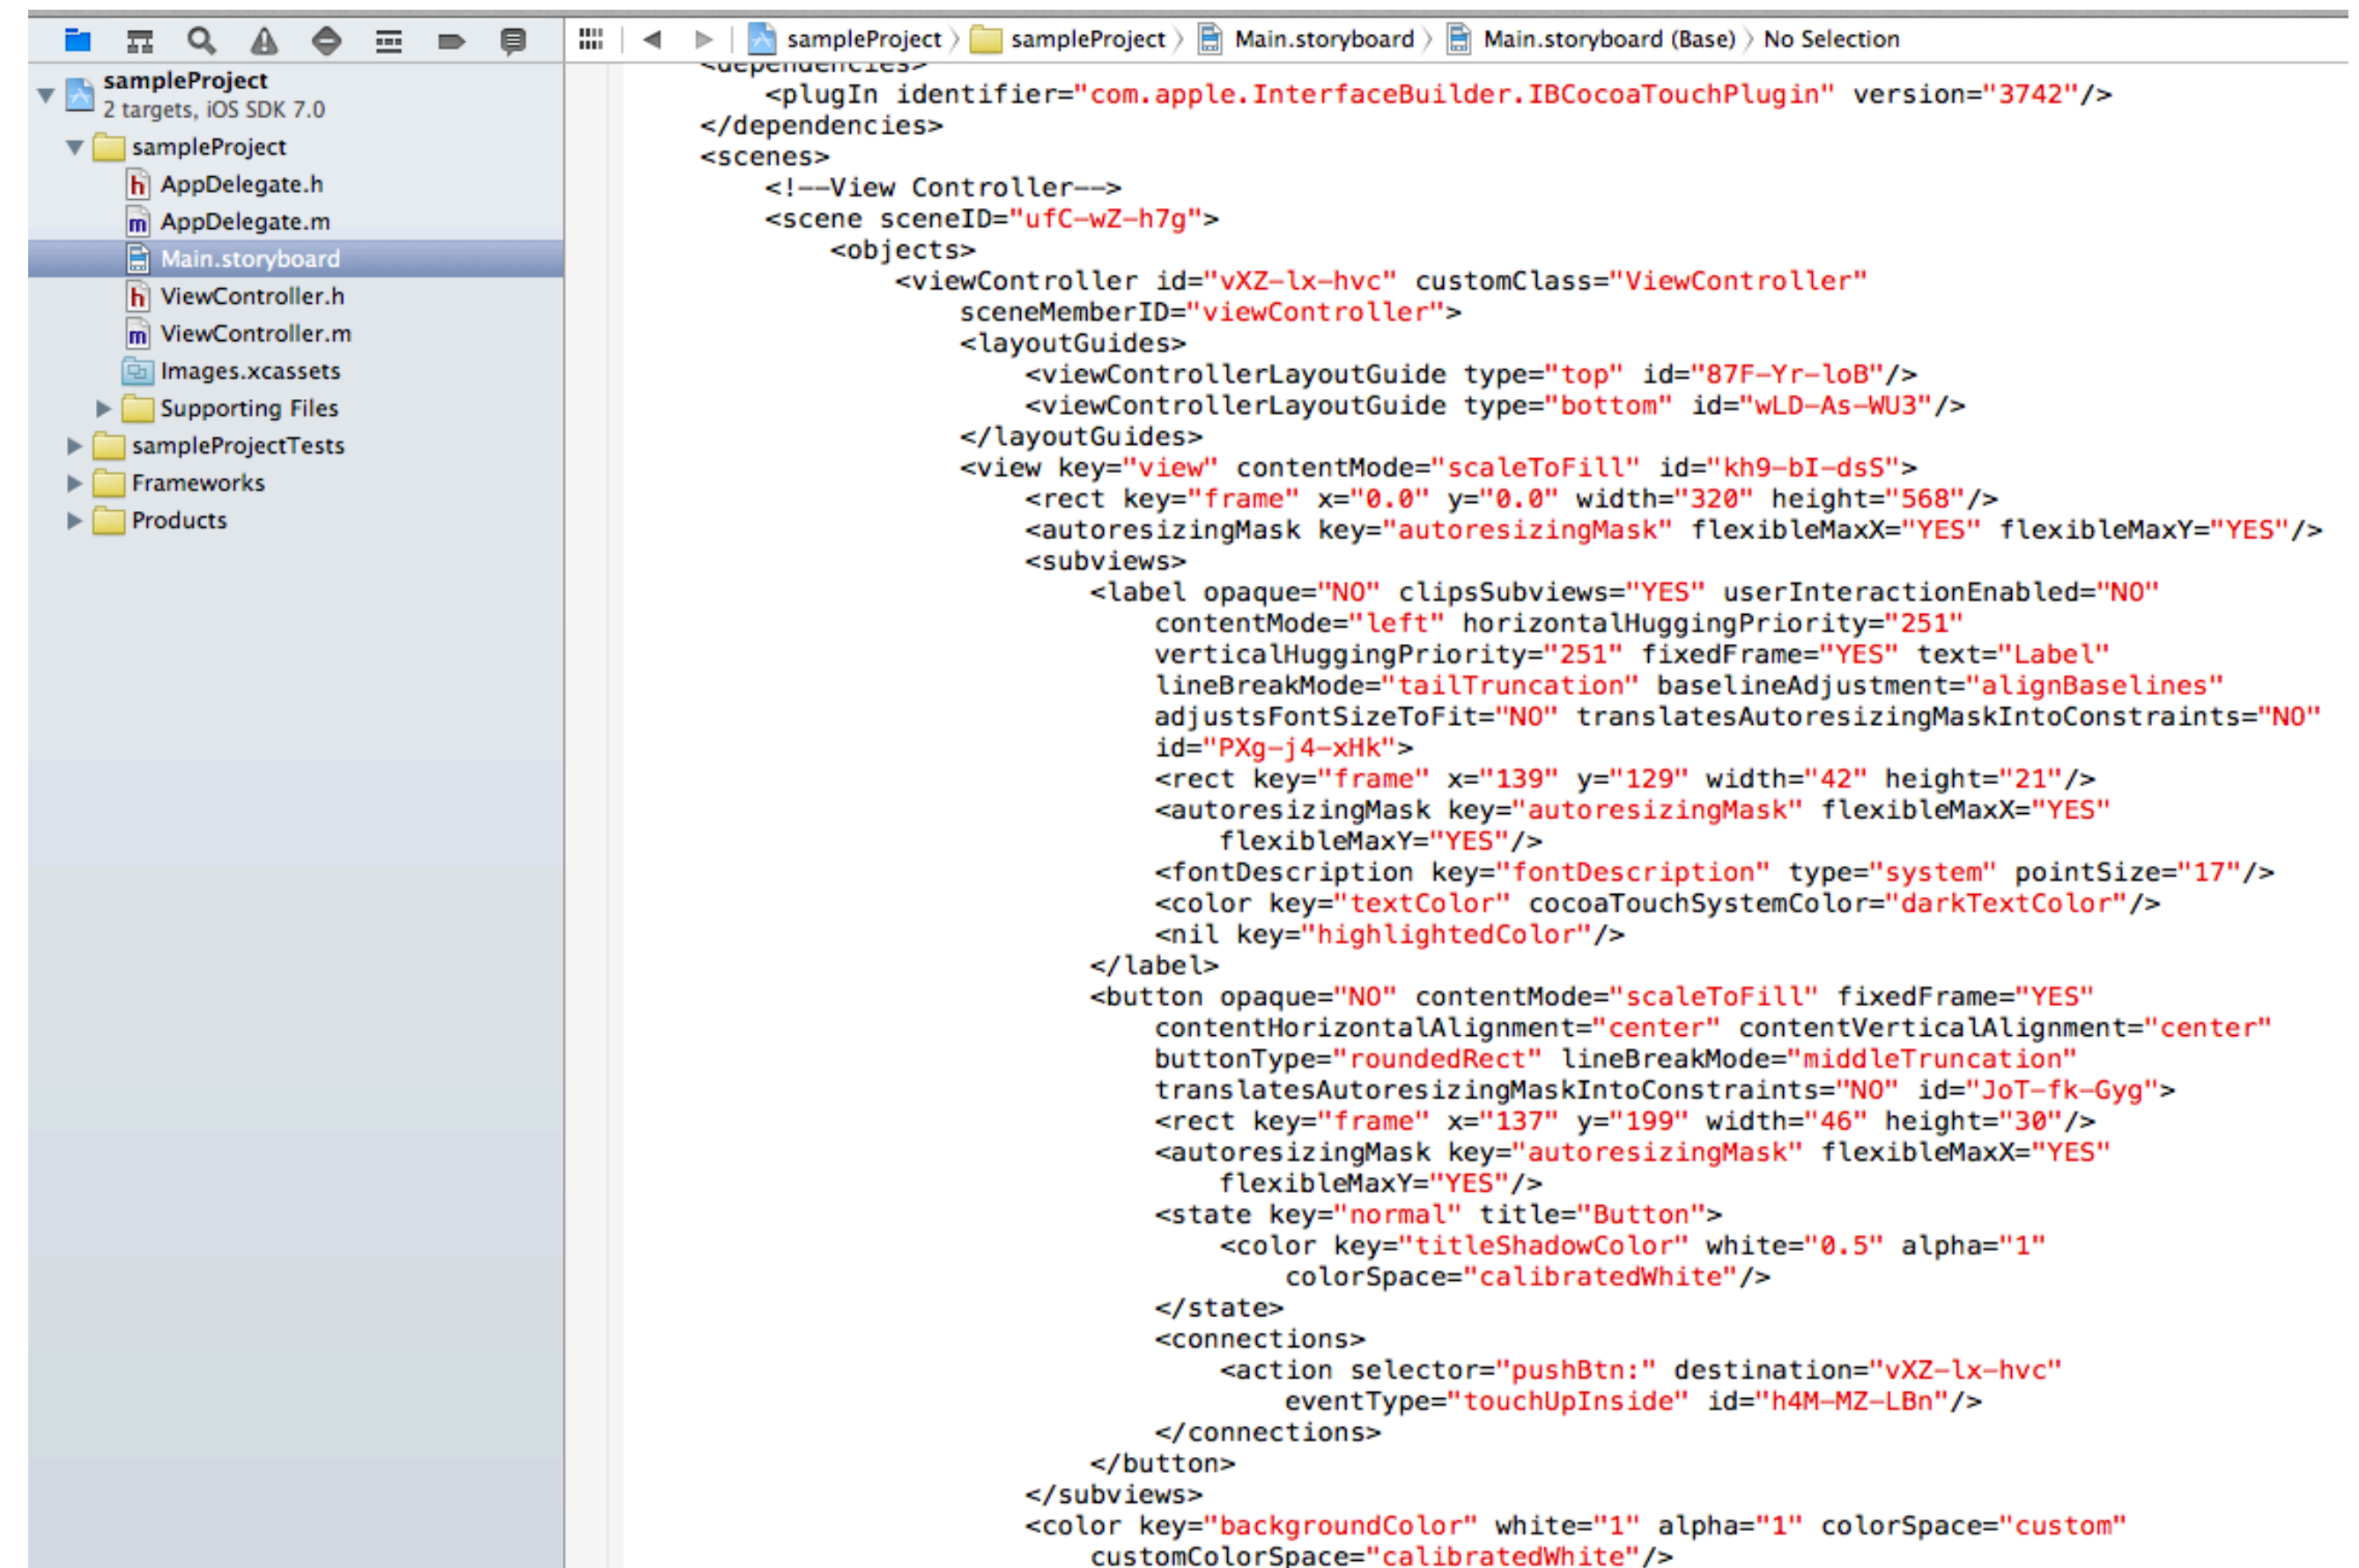 sampleProject
2 targets, iOS SDK 7.0
sampleProject
AppDelegate.h
AppDelegate.m
Main.storyboard
ViewController.h
ViewController.m
Images.xcassets
Supporting Files
sampleProjectTests
Frameworks
Products
sampleProject 〉 sampleProject 〉 Main.storyboard 〉 Main.storyboard (Base) 〉 No Selection
<dependencies>
<plugIn identifier="com.apple.InterfaceBuilder.IBCocoaTouchPlugin" version="3742"/>
</dependencies>
<scenes>
<!--View Controller-->
<scene sceneID="ufC-wZ-h7g">
<objects>
<viewController id="vXZ-lx-hvc" customClass="ViewController"
sceneMemberID="viewController">
<layoutGuides>
<viewControllerLayoutGuide type="top" id="87F-Yr-loB"/>
<viewControllerLayoutGuide type="bottom" id="wLD-As-WU3"/>
</layoutGuides>
<view key="view" contentMode="scaleToFill" id="kh9-bI-dsS">
<rect key="frame" x="0.0" y="0.0" width="320" height="568"/>
<autoresizingMask key="autoresizingMask" flexibleMaxX="YES" flexibleMaxY="YES"/>
<subviews>
<label opaque="NO" clipsSubviews="YES" userInteractionEnabled="NO"
contentMode="left" horizontalHuggingPriority="251"
verticalHuggingPriority="251" fixedFrame="YES" text="Label"
lineBreakMode="tailTruncation" baselineAdjustment="alignBaselines"
adjustsFontSizeToFit="NO" translatesAutoresizingMaskIntoConstraints="NO"
id="PXg-j4-xHk">
<rect key="frame" x="139" y="129" width="42" height="21"/>
<autoresizingMask key="autoresizingMask" flexibleMaxX="YES"
flexibleMaxY="YES"/>
<fontDescription key="fontDescription" type="system" pointSize="17"/>
<color key="textColor" cocoaTouchSystemColor="darkTextColor"/>
<nil key="highlightedColor"/>
</label>
<button opaque="NO" contentMode="scaleToFill" fixedFrame="YES"
contentHorizontalAlignment="center" contentVerticalAlignment="center"
buttonType="roundedRect" lineBreakMode="middleTruncation"
translatesAutoresizingMaskIntoConstraints="NO" id="JoT-fk-Gyg">
<rect key="frame" x="137" y="199" width="46" height="30"/>
<autoresizingMask key="autoresizingMask" flexibleMaxX="YES"
flexibleMaxY="YES"/>
<state key="normal" title="Button">
<color key="titleShadowColor" white="0.5" alpha="1"
colorSpace="calibratedWhite"/>
</state>
<connections>
<action selector="pushBtn:" destination="vXZ-lx-hvc"
eventType="touchUpInside" id="h4M-MZ-LBn"/>
</connections>
</button>
</subviews>
<color key="backgroundColor" white="1" alpha="1" colorSpace="custom"
customColorSpace="calibratedWhite"/>